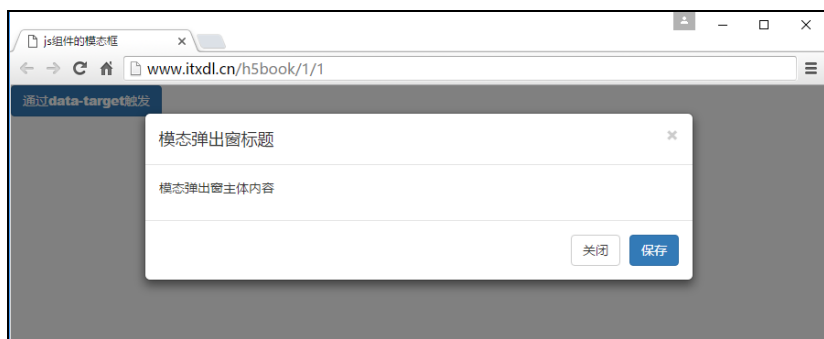 js组件的模态框
www.itxdl.cn/h5book/1/1
通过data-target触发
模态弹出窗标题
模态弹出窗主体内容
关闭 保存